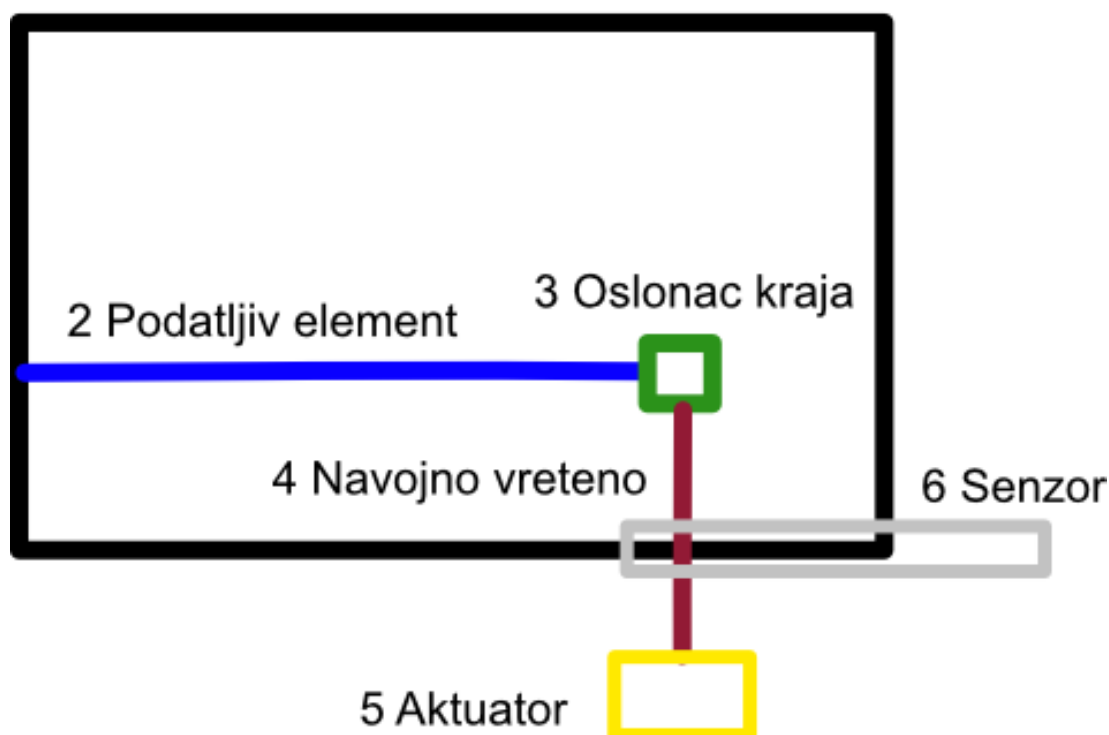 3 Oslonac kraja
2 Podatljiv element
4 Navojno vreteno
6 Senzor
5 Aktuator